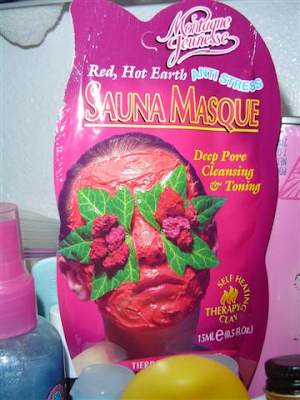 Montagne
Jeunesse
Red, Hot Earth ANTI STRESS
SAUNA MASQUE
Deep Pore
Cleansing
& Toning
SELF HEATING
THERAPY
CLAY
15ML e (0.5 Fl.Oz.)